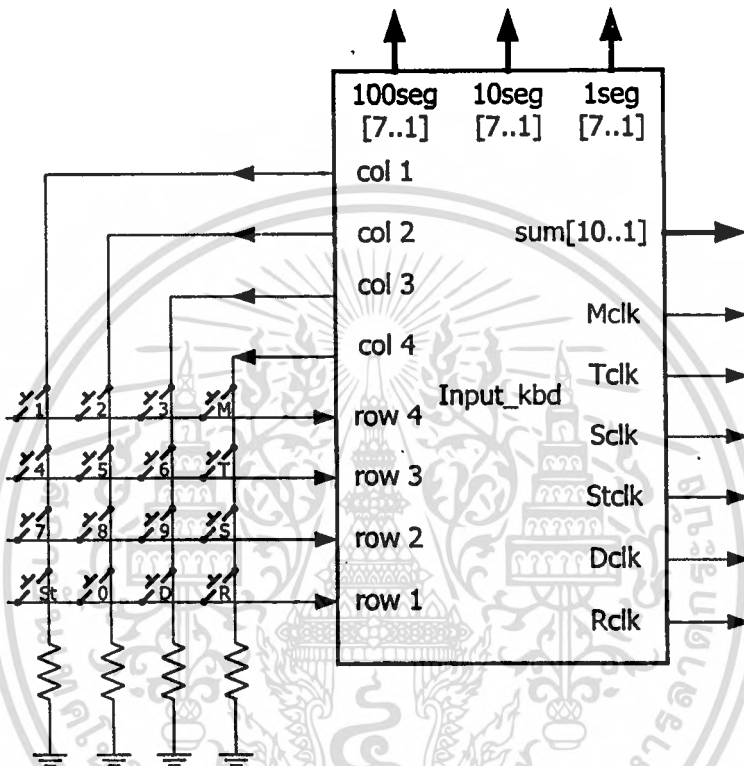 100seg 10seg 1seg
[7..1] [7..1] [7..1]
col 1
col 2 sum[10..1]
col 3
Mclk
col 4
Tclk
Input_kbd
1 2 3 M row 4
Sclk
4 5 6 T row 3
Stclk
7 8 9 S row 2
Dclk
St 0 D R row 1
Rclk